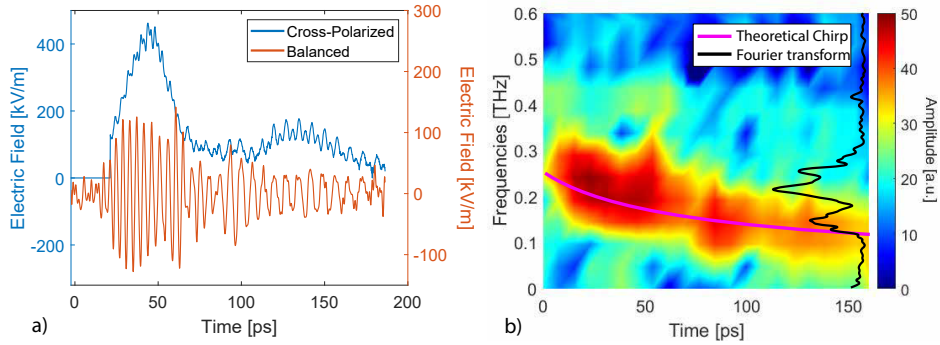 Cross-Polarized
Balanced
Electric Field [kV/m]
400
200
0
-200
Electric Field [kV/m]
300
200
100
0
-100
0
50
100
150
200
Time [ps]
a)
Theoretical Chirp
Fourier transform
Frequencies [THz]
0.6
0.5
0.4
0.3
0.2
0.1
0
0
50
100
150
Time [ps]
b)
50
40
30
20
10
0
Amplitude [a.u.]